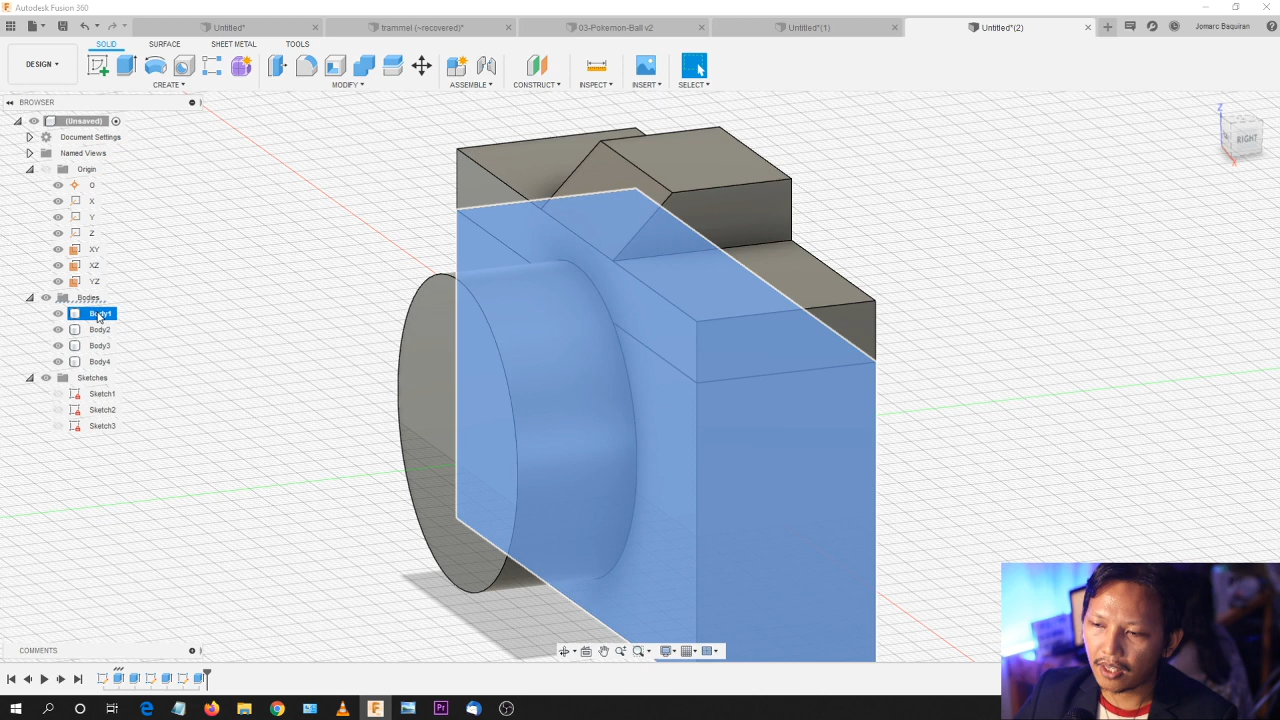 Autodesk Fusion 360
Untitled*
trammel (~recovered)*
03-Pokemon-Ball v2
Untitled*(1)
Untitled*(2)
Jomarc Baquiran
SOLID
SURFACE
SHEET METAL
TOOLS
DESIGN
CREATE
MODIFY
ASSEMBLE
CONSTRUCT
INSPECT
INSERT
SELECT
BROWSER
(Unsaved)
Document Settings
Named Views
Origin
O
X
Y
Z
XY
XZ
YZ
Bodies
Body1
Body2
Body3
Body4
Sketches
Sketch1
Sketch2
Sketch3
Z
RIGHT
X
COMMENTS